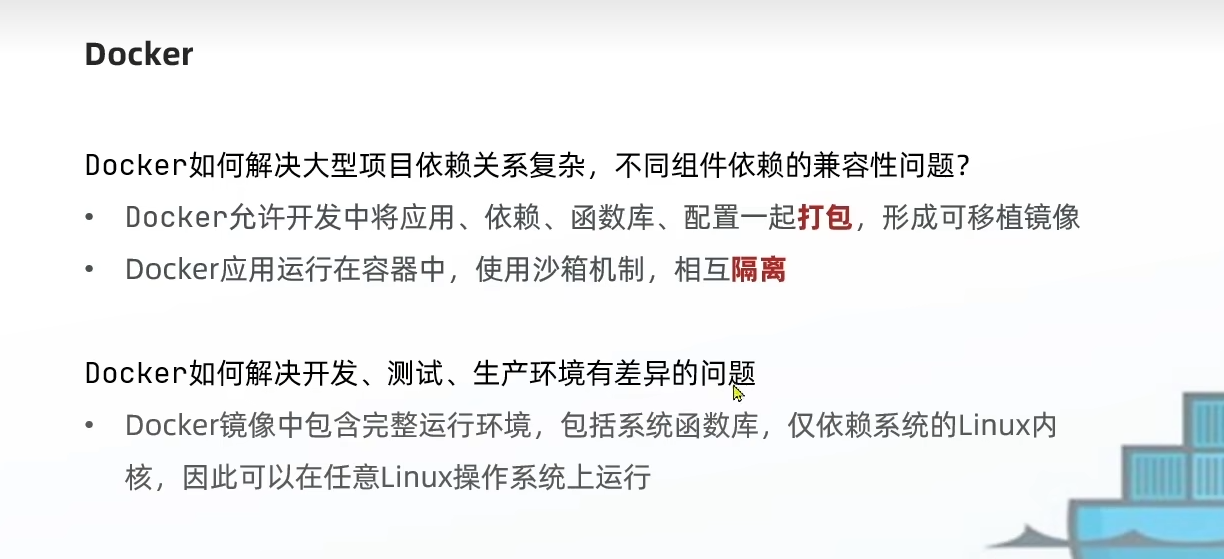 Docker
Docker如何解决大型项目依赖关系复杂，不同组件依赖的兼容性问题？
• Docker允许开发中将应用、依赖、函数库、配置一起打包，形成可移植镜像
• Docker应用运行在容器中，使用沙箱机制，相互隔离
Docker如何解决开发、测试、生产环境有差异的问题
• Docker镜像中包含完整运行环境，包括系统函数库，仅依赖系统的Linux内
核，因此可以在任意Linux操作系统上运行